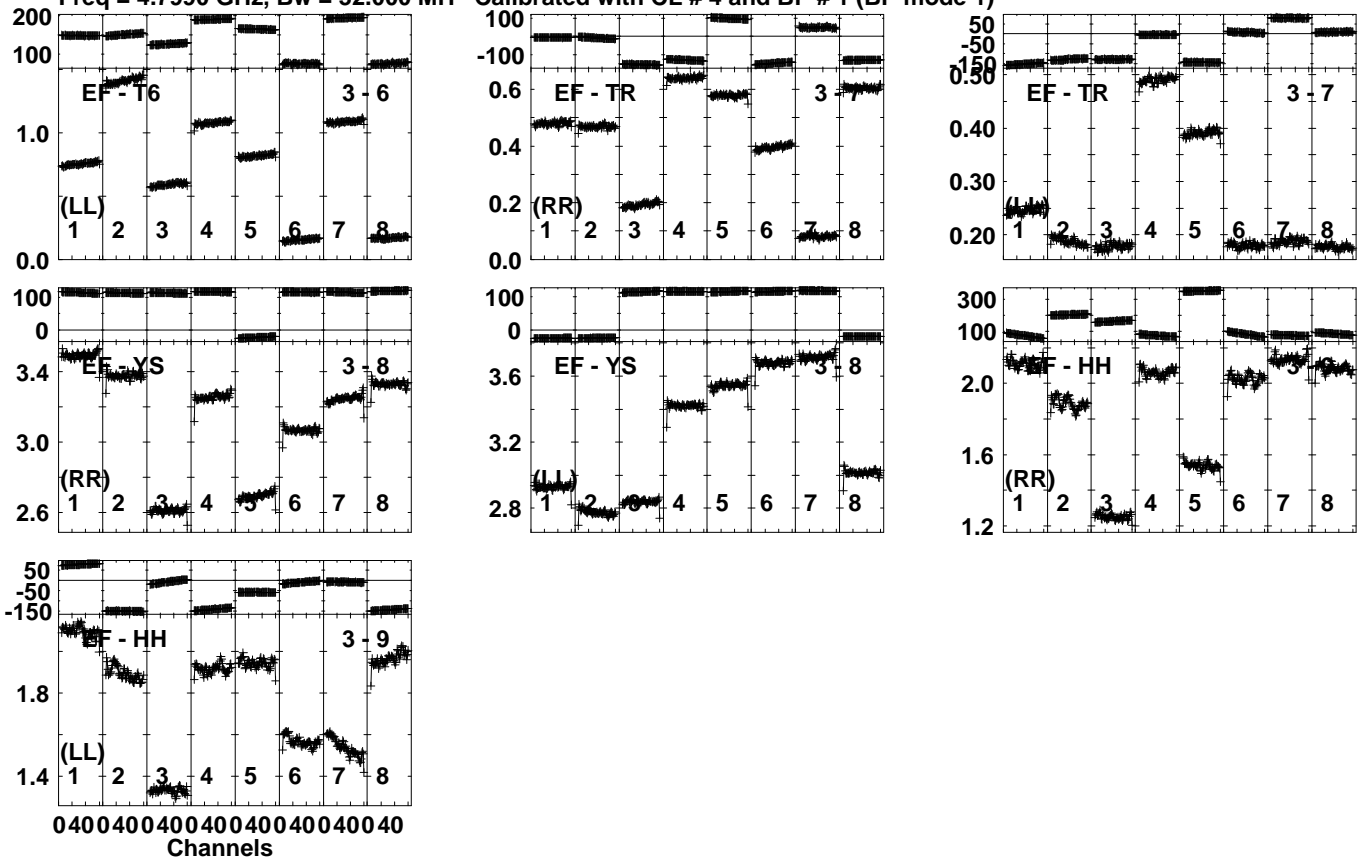 Freq = 4.7990 GHz, Bw = 32.000 MH Calibrated with CL # 4 and BP # 1 (BP mode 1)
200
100
EF - T6
3 - 6
1.0
(LL)
1 2 3 4 5 6 7 8
0.0
100
-100
EF - TR
3 - 7
0.6
0.4
0.2
(RR)
1 2 3 4 5 6 7 8
0.0
50
-50
-150
0.50
EF - TR
3 - 7
0.40
0.30
(LL)
1 2 3 4 5 6 7 8
0.20
100
0
EF - YS
3 - 8
3.4
3.0
(RR)
1 2 3 4 5 6 7 8
2.6
100
0
EF - YS
3 - 8
3.6
3.2
(LL)
1 2 3 4 5 6 7 8
2.8
300
100
EF - HH
3 - 9
2.0
1.6
(RR)
1 2 3 4 5 6 7 8
1.2
50
-50
-150
EF - HH
3 - 9
1.8
(LL)
1 2 3 4 5 6 7 8
1.4
0 40 0 40 0 40 0 40 0 40 0 40 0 40 0 40
Channels